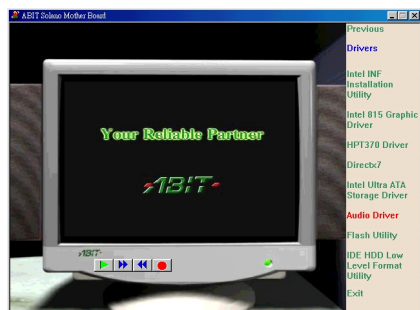 ABIT Solano Mother Board
Previous
Drivers
Intel INF
Installation
Utility
Intel 815 Graphic
Driver
HPT370 Driver
Directx7
Intel Ultra ATA
Storage Driver
Audio Driver
Flash Utility
IDE HDD Low
Level Format
Utility
Exit
Your Reliable Partner
ABIT
ABIT